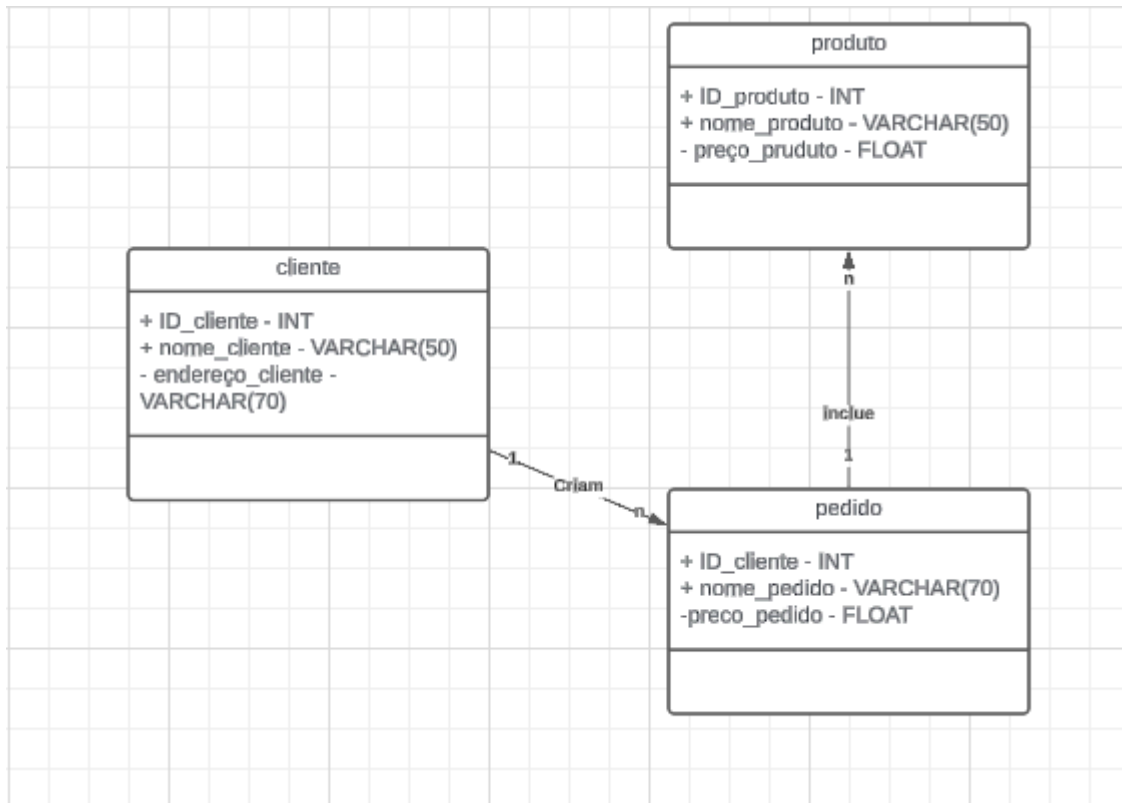 produto
+ ID_produto - INT
+ nome_produto - VARCHAR(50)
- preço_pruduto - FLOAT
cliente
+ ID_cliente - INT
+ nome_cliente - VARCHAR(50)
- endereço_cliente -
VARCHAR(70)
1
Criam
n
n
inclue
1
pedido
+ ID_cliente - INT
+ nome_pedido - VARCHAR(70)
-preco_pedido - FLOAT